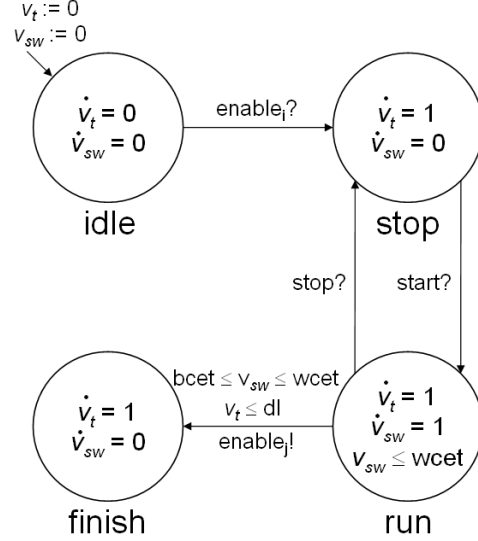 v_t := 0
v_sw := 0
v̇_t = 0
v̇_sw = 0
idle
enable_i?
v̇_t = 1
v̇_sw = 0
stop
stop?
start?
bcet ≤ v_sw ≤ wcet
v_t ≤ dl
enable_j!
v̇_t = 1
v̇_sw = 0
finish
v̇_t = 1
v̇_sw = 1
v_sw ≤ wcet
run